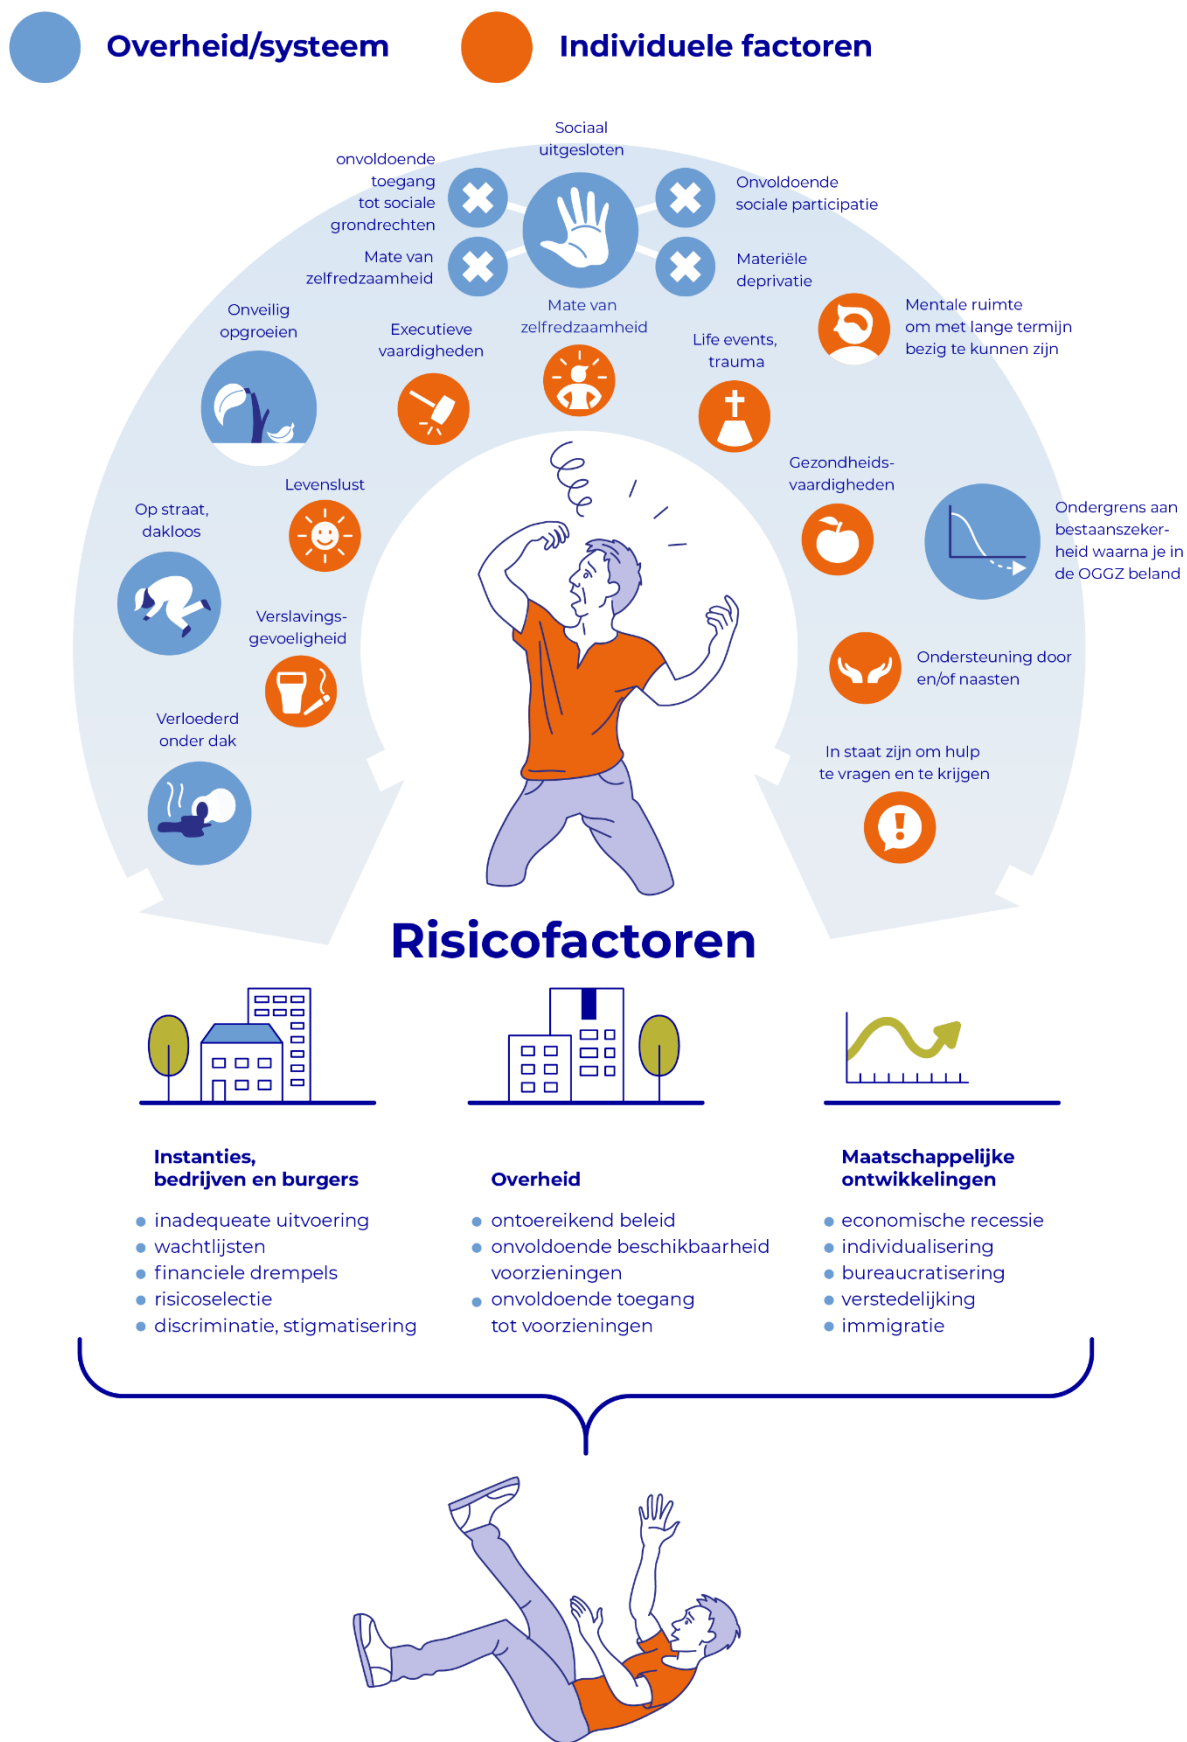 Overheid/systeem
Individuele factoren
Sociaal
uitgesloten
onvoldoende
toegang
tot sociale
grondrechten
Onvoldoende
sociale participatie
Mate van
zelfredzaamheid
Materiële
deprivatie
Onveilig
opgroeien
Executieve
vaardigheden
Mate van
zelfredzaamheid
Life events,
trauma
Mentale ruimte
om met lange termijn
bezig te kunnen zijn
Levenslust
Gezondheids-
vaardigheden
Op straat,
dakloos
Ondergrens aan
bestaanszeker-
heid waarna je in
de OGGZ beland
Verslavings-
gevoeligheid
Ondersteuning door
en/of naasten
Verloederd
onder dak
In staat zijn om hulp
te vragen en te krijgen
!
Risicofactoren
Instanties,
bedrijven en burgers
inadequeate uitvoering
wachtlijsten
financiele drempels
risicoselectie
discriminatie, stigmatisering
Overheid
ontoereikend beleid
onvoldoende beschikbaarheid
voorzieningen
onvoldoende toegang
tot voorzieningen
Maatschappelijke
ontwikkelingen
economische recessie
individualisering
bureaucratisering
verstedelijking
immigratie